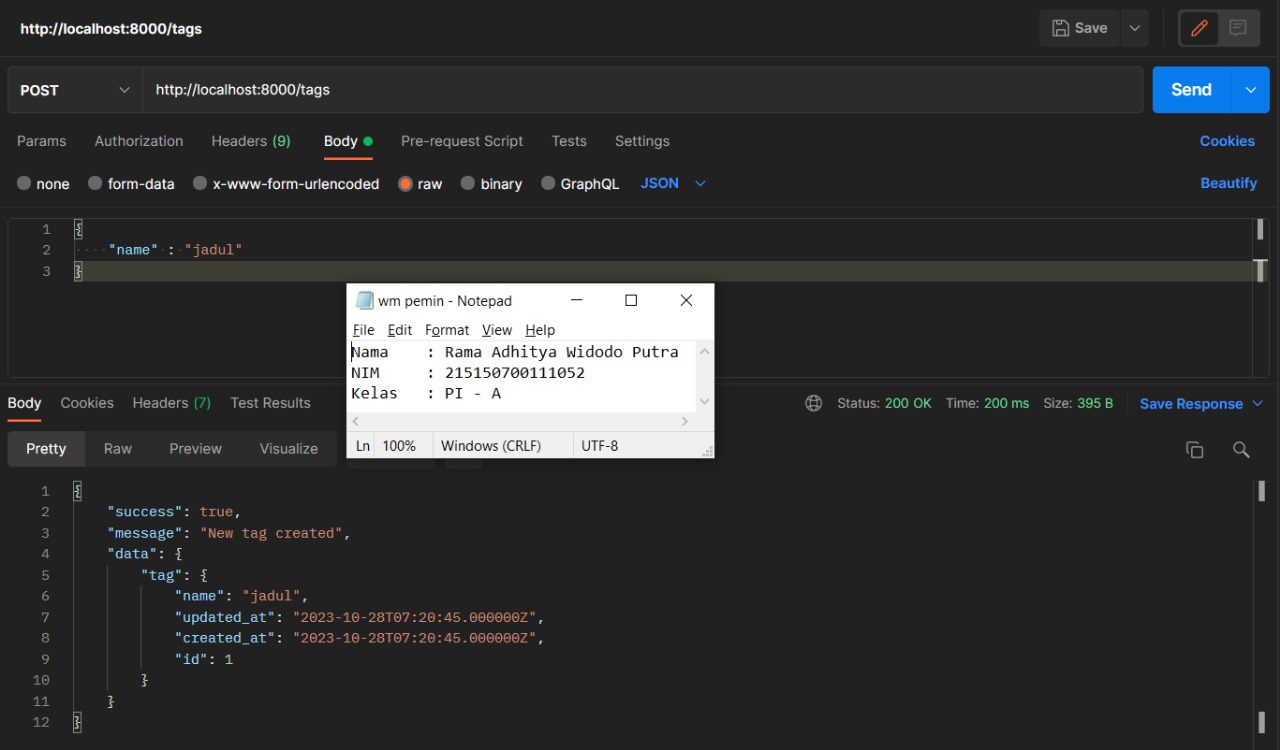 http://localhost:8000/tags
Save
POST
http://localhost:8000/tags
Send
Params Authorization Headers (9) Body Pre-request Script Tests Settings Cookies
none form-data x-www-form-urlencoded raw binary GraphQL JSON Beautify
1 {
2 "name" : "jadul"
3 }
wm pemin - Notepad
File Edit Format View Help
Nama : Rama Adhitya Widodo Putra
NIM : 215150700111052
Kelas : PI - A
Ln 100% Windows (CRLF) UTF-8
Body Cookies Headers (7) Test Results Status: 200 OK Time: 200 ms Size: 395 B Save Response
Pretty Raw Preview Visualize
1 {
2 "success": true,
3 "message": "New tag created",
4 "data": {
5 "tag": {
6 "name": "jadul",
7 "updated_at": "2023-10-28T07:20:45.000000Z",
8 "created_at": "2023-10-28T07:20:45.000000Z",
9 "id": 1
10 }
11 }
12 }